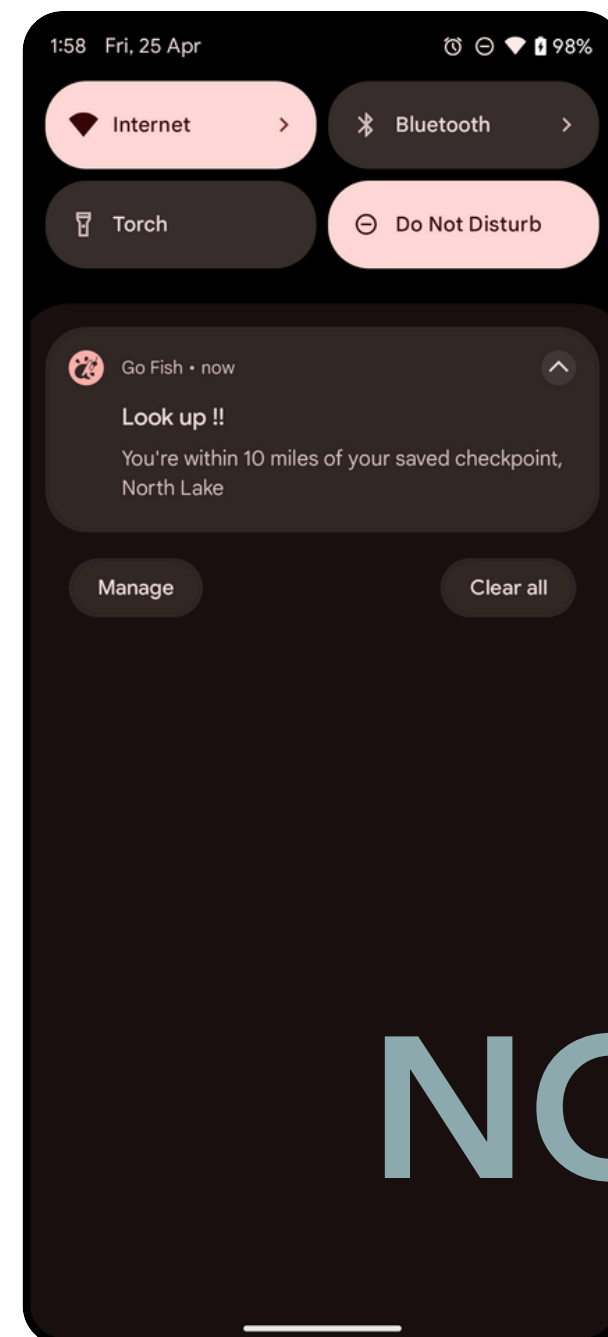 1:58 Fri, 25 Apr 98%
Internet
Bluetooth
Torch
Do Not Disturb
Go Fish • now
Look up !!
You're within 10 miles of your saved checkpoint,
North Lake
Manage
Clear all